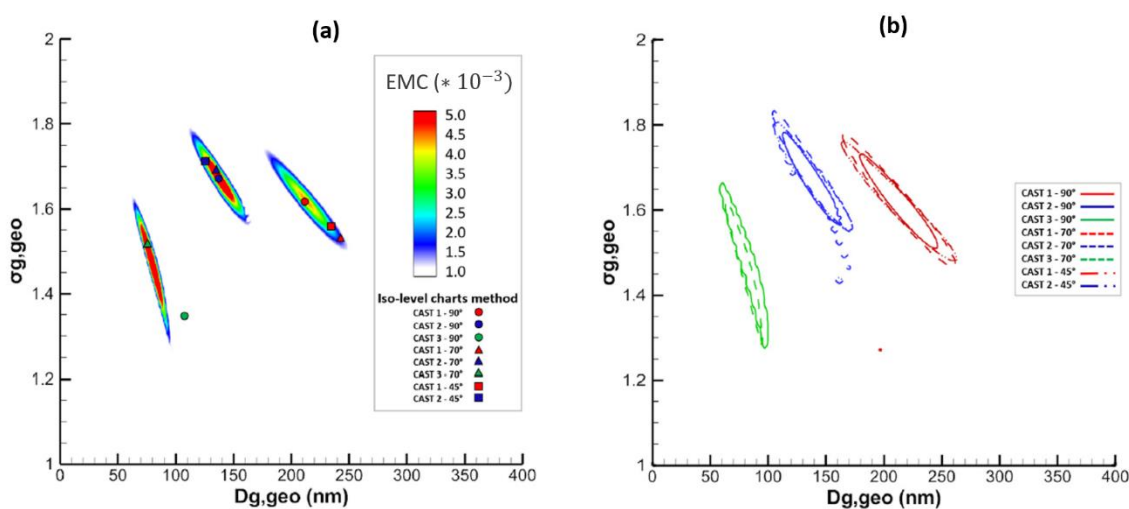 (a)
2
1.8
1.6
1.4
1.2
1
σg,geo
0 50 100 150 200 250 300 350 400
Dg,geo (nm)
EMC (∗ 10⁻³)
5.0
4.5
4.0
3.5
3.0
2.5
2.0
1.5
1.0
Iso-level charts method
CAST 1 - 90°
CAST 2 - 90°
CAST 3 - 90°
CAST 1 - 70°
CAST 2 - 70°
CAST 3 - 70°
CAST 1 - 45°
CAST 2 - 45°
(b)
2
1.8
1.6
1.4
1.2
1
σg,geo
0 50 100 150 200 250 300 350 400
Dg,geo (nm)
CAST 1 - 90°
CAST 2 - 90°
CAST 3 - 90°
CAST 1 - 70°
CAST 2 - 70°
CAST 3 - 70°
CAST 1 - 45°
CAST 2 - 45°